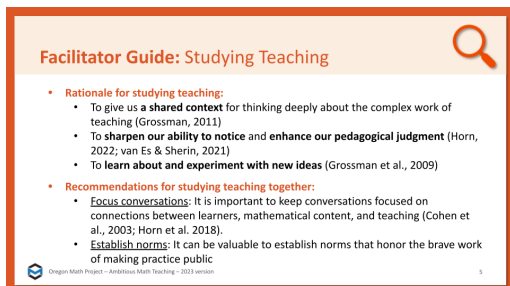 Facilitator Guide: Studying Teaching
• Rationale for studying teaching:
• To give us a shared context for thinking deeply about the complex work of
teaching (Grossman, 2011)
• To sharpen our ability to notice and enhance our pedagogical judgment (Horn,
2022; van Es & Sherin, 2021)
• To learn about and experiment with new ideas (Grossman et al., 2009)
• Recommendations for studying teaching together:
• Focus conversations: It is important to keep conversations focused on
connections between learners, mathematical content, and teaching (Cohen et
al., 2003; Horn et al. 2018).
• Establish norms: It can be valuable to establish norms that honor the brave work
of making practice public
Oregon Math Project – Ambitious Math Teaching – 2023 version
5